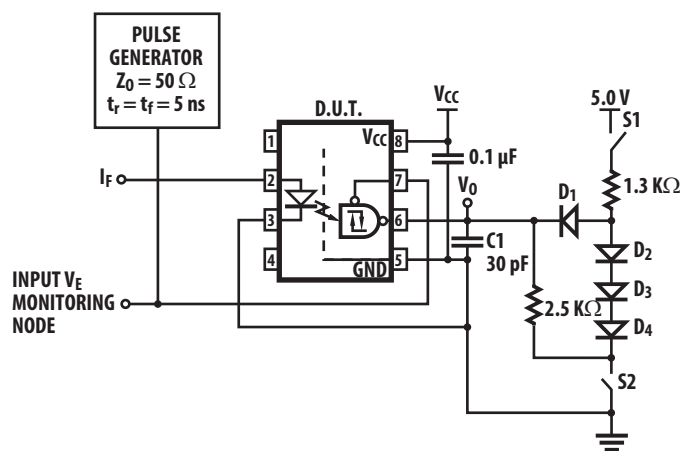 PULSE
GENERATOR
Z0 = 50 Ω
tr = tf = 5 ns
D.U.T.
VCC
5.0 V
S1
1
VCC
8
0.1 µF
1.3 KΩ
IF
2
7
VO
D1
3
6
C1
30 pF
D2
4
GND
5
D3
INPUT VE
MONITORING
NODE
2.5 KΩ
D4
S2